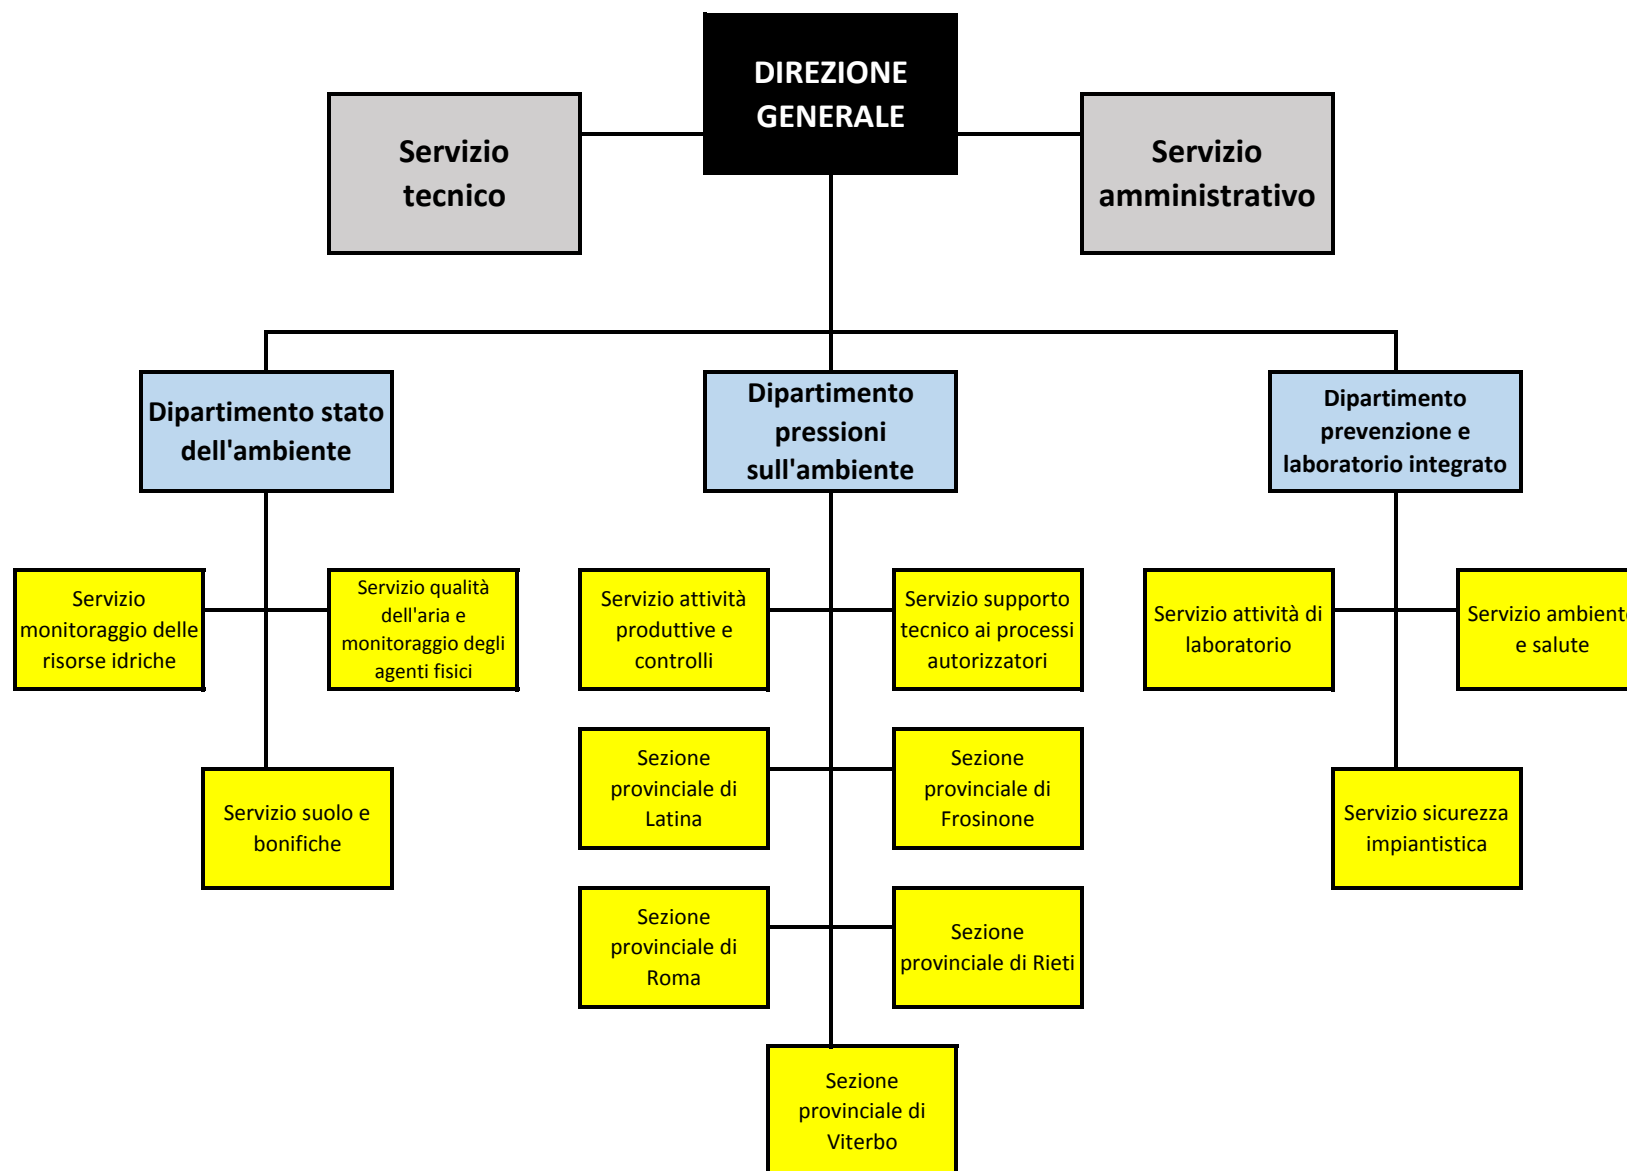 DIREZIONE
GENERALE
Servizio
tecnico
Servizio
amministrativo
Dipartimento stato
dell'ambiente
Dipartimento
pressioni
sull'ambiente
Dipartimento
prevenzione e
laboratorio integrato
Servizio
monitoraggio delle
risorse idriche
Servizio qualità
dell'aria e
monitoraggio degli
agenti fisici
Servizio attività
produttive e
controlli
Servizio supporto
tecnico ai processi
autorizzatori
Servizio attività di
laboratorio
Servizio ambiente
e salute
Servizio suolo e
bonifiche
Sezione
provinciale di
Latina
Sezione
provinciale di
Frosinone
Servizio sicurezza
impiantistica
Sezione
provinciale di
Roma
Sezione
provinciale di Rieti
Sezione
provinciale di
Viterbo